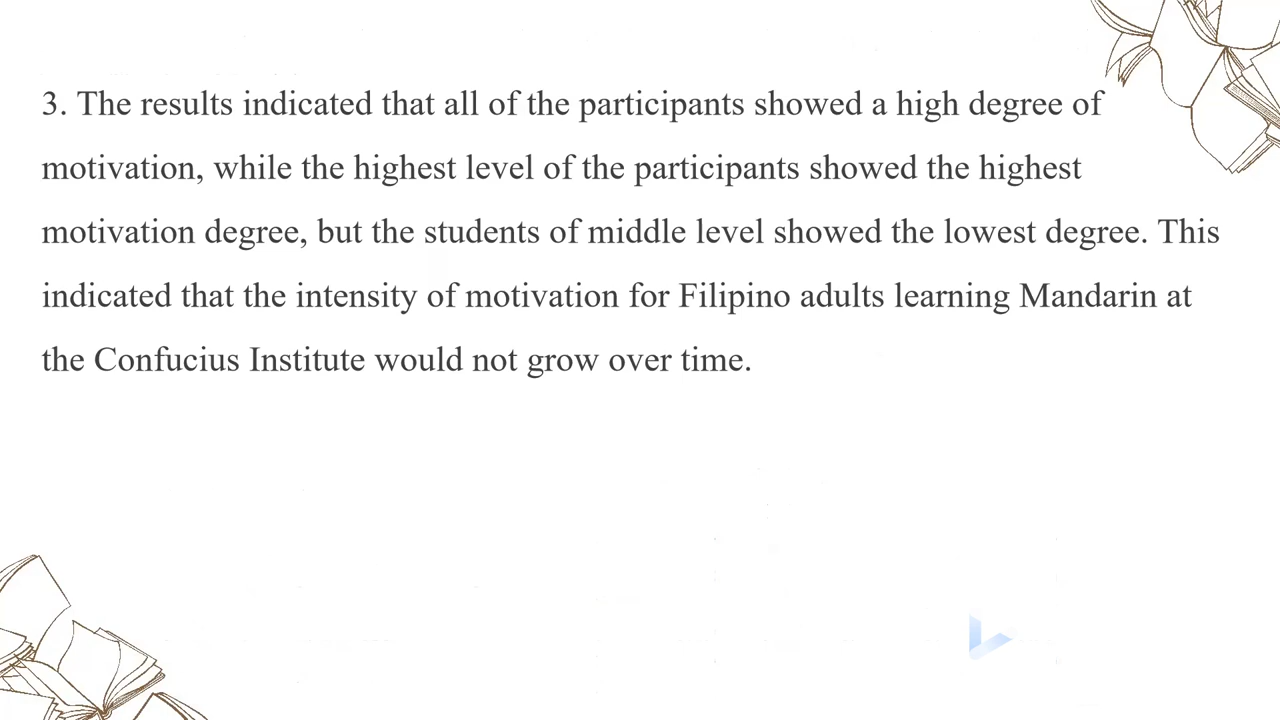 3. The results indicated that all of the participants showed a high degree of
motivation, while the highest level of the participants showed the highest
motivation degree, but the students of middle level showed the lowest degree. This
indicated that the intensity of motivation for Filipino adults learning Mandarin at
the Confucius Institute would not grow over time.